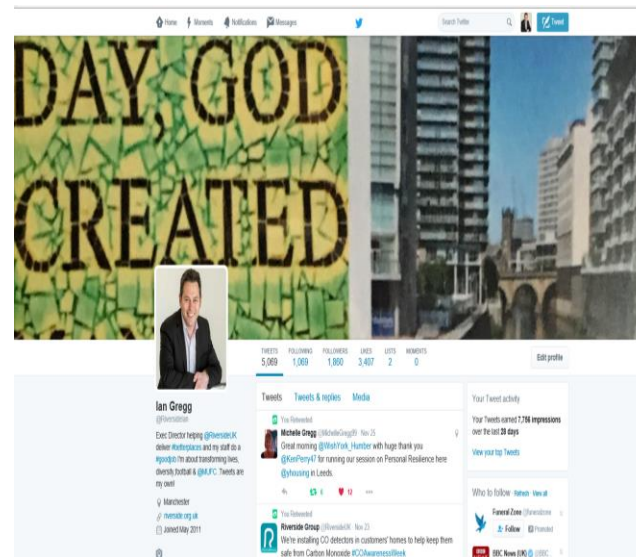 Home Moments Notifications Messages Search Twitter Tweet
DAY, GOD
CREATED
TWEETS FOLLOWING FOLLOWERS LIKES LISTS MOMENTS
5,069 1,069 1,860 3,407 2 0
Edit profile
Ian Gregg
@RiversideIan
Exec Director helping @RiversideUK
deliver #betterplaces and my staff do a
#goodjob I'm about transforming lives,
diversity, football & @MUFC. Tweets are
my own!
Manchester
riverside.org.uk
Joined May 2011
Tweets Tweets & replies Media
You Retweeted
Michelle Gregg @MichelleGregg89 · Nov 25
Great morning @WishYork_Humber with huge thank you
@KenPerry47 for running our session on Personal Resilience here
@yhousing in Leeds.
6 12
You Retweeted
Riverside Group @RiversideUK · Nov 23
We're installing CO detectors in customers' homes to help keep them
safe from Carbon Monoxide #COAwarenessWeek
Your Tweet activity
Your Tweets earned 7,756 impressions
over the last 28 days
View your top Tweets
Who to follow · Refresh · View all
Funeral Zone @funeralzone
Follow Promoted
BBC News (UK) @BBC...